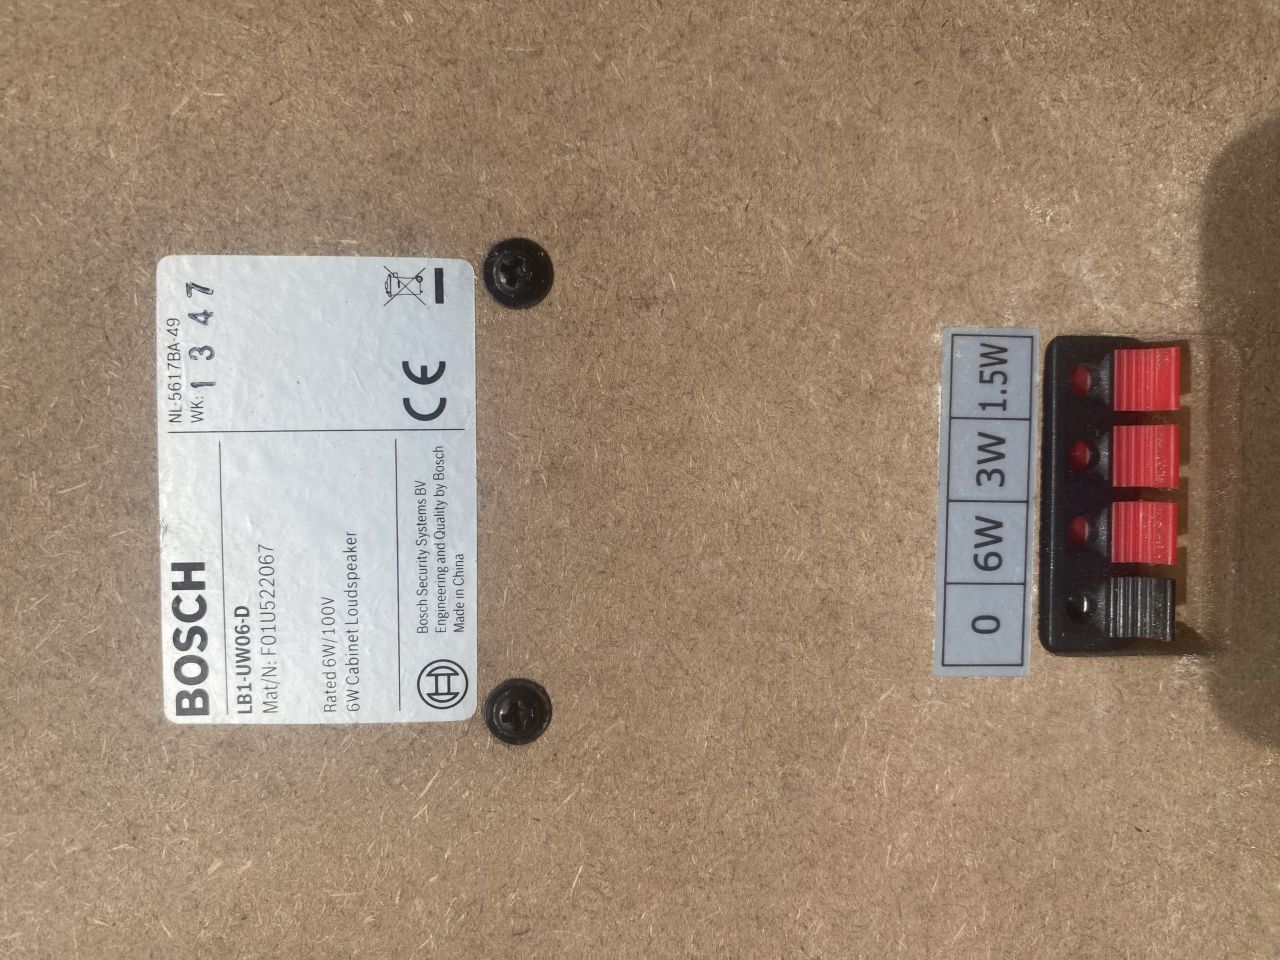 BOSCH
LB1-UW06-D
Mat/N: F01U522067
Rated 6W/100V
6W Cabinet Loudspeaker
Bosch Security Systems BV
Engineering and Quality by Bosch
Made in China
NL-5617BA-49
WK: 1 3 4 7
CE
0 6W 3W 1.5W